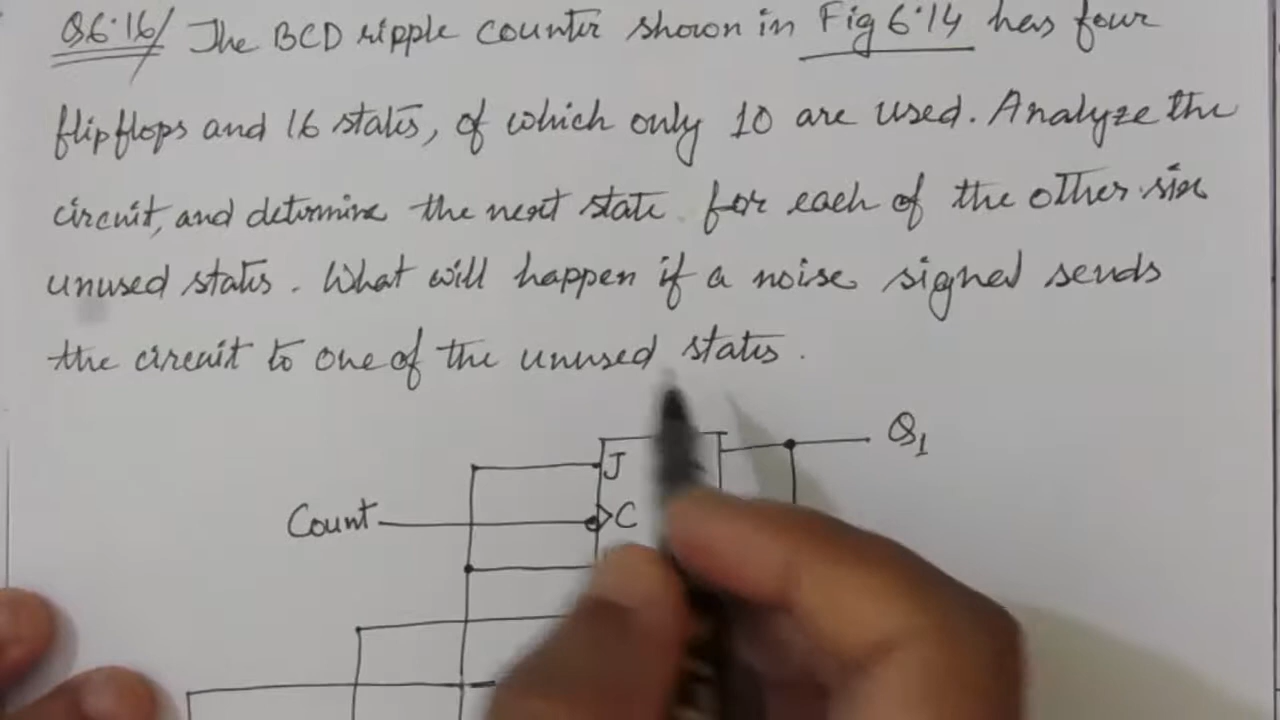 Q6.16/ The BCD ripple counter shown in Fig 6.14 has four
flipflops and 16 states, of which only 10 are used. Analyze the
circuit, and determine the next state for each of the other six
unused states. What will happen if a noise signal sends
the circuit to one of the unused states.
Q1
J
Count
C